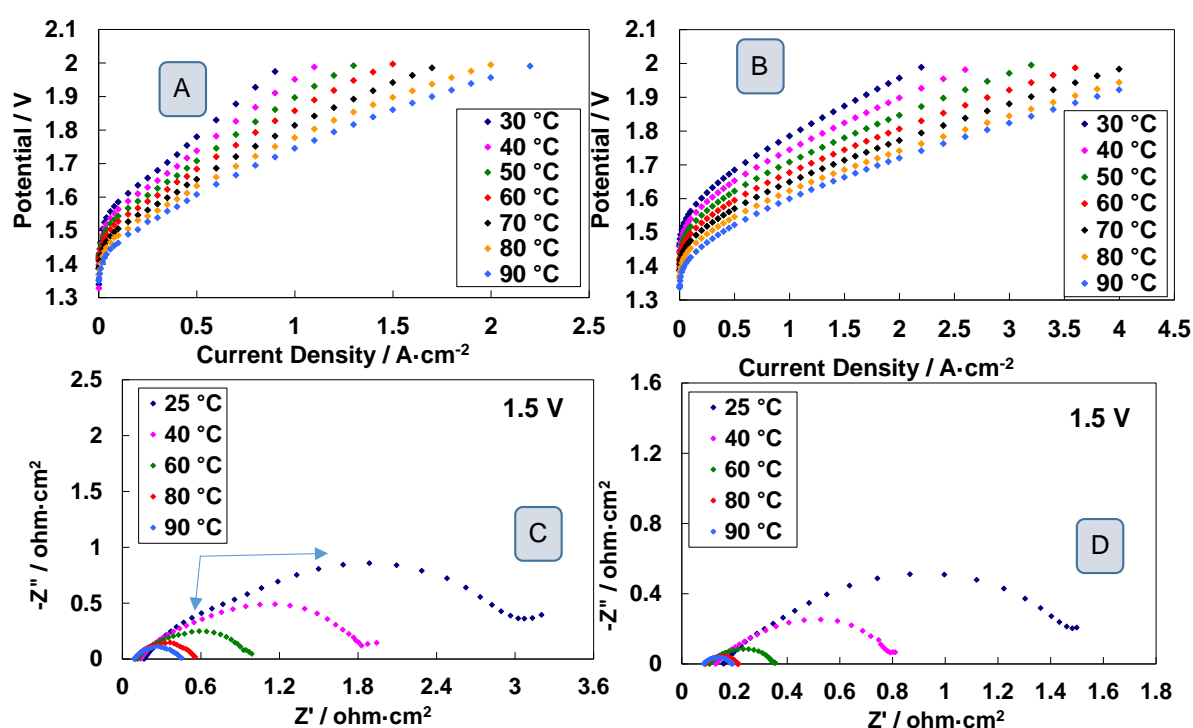 2.1
2
1.9
1.8
1.7
1.6
1.5
1.4
1.3
Potential / V
A
30 °C
40 °C
50 °C
60 °C
70 °C
80 °C
90 °C
0
0.5
1
1.5
2
2.5
Current Density / A·cm-2
2.1
2
1.9
1.8
1.7
1.6
1.5
1.4
1.3
Potential / V
B
30 °C
40 °C
50 °C
60 °C
70 °C
80 °C
90 °C
0
0.5
1
1.5
2
2.5
3
3.5
4
4.5
Current Density / A·cm-2
2.5
2
1.5
1
0.5
0
-Z" / ohm·cm2
25 °C
40 °C
60 °C
80 °C
90 °C
1.5 V
C
0
0.6
1.2
1.8
2.4
3
3.6
Z' / ohm·cm2
1.6
1.2
0.8
0.4
0
-Z" / ohm·cm2
25 °C
40 °C
60 °C
80 °C
90 °C
1.5 V
D
0
0.2
0.4
0.6
0.8
1
1.2
1.4
1.6
1.8
Z' / ohm·cm2